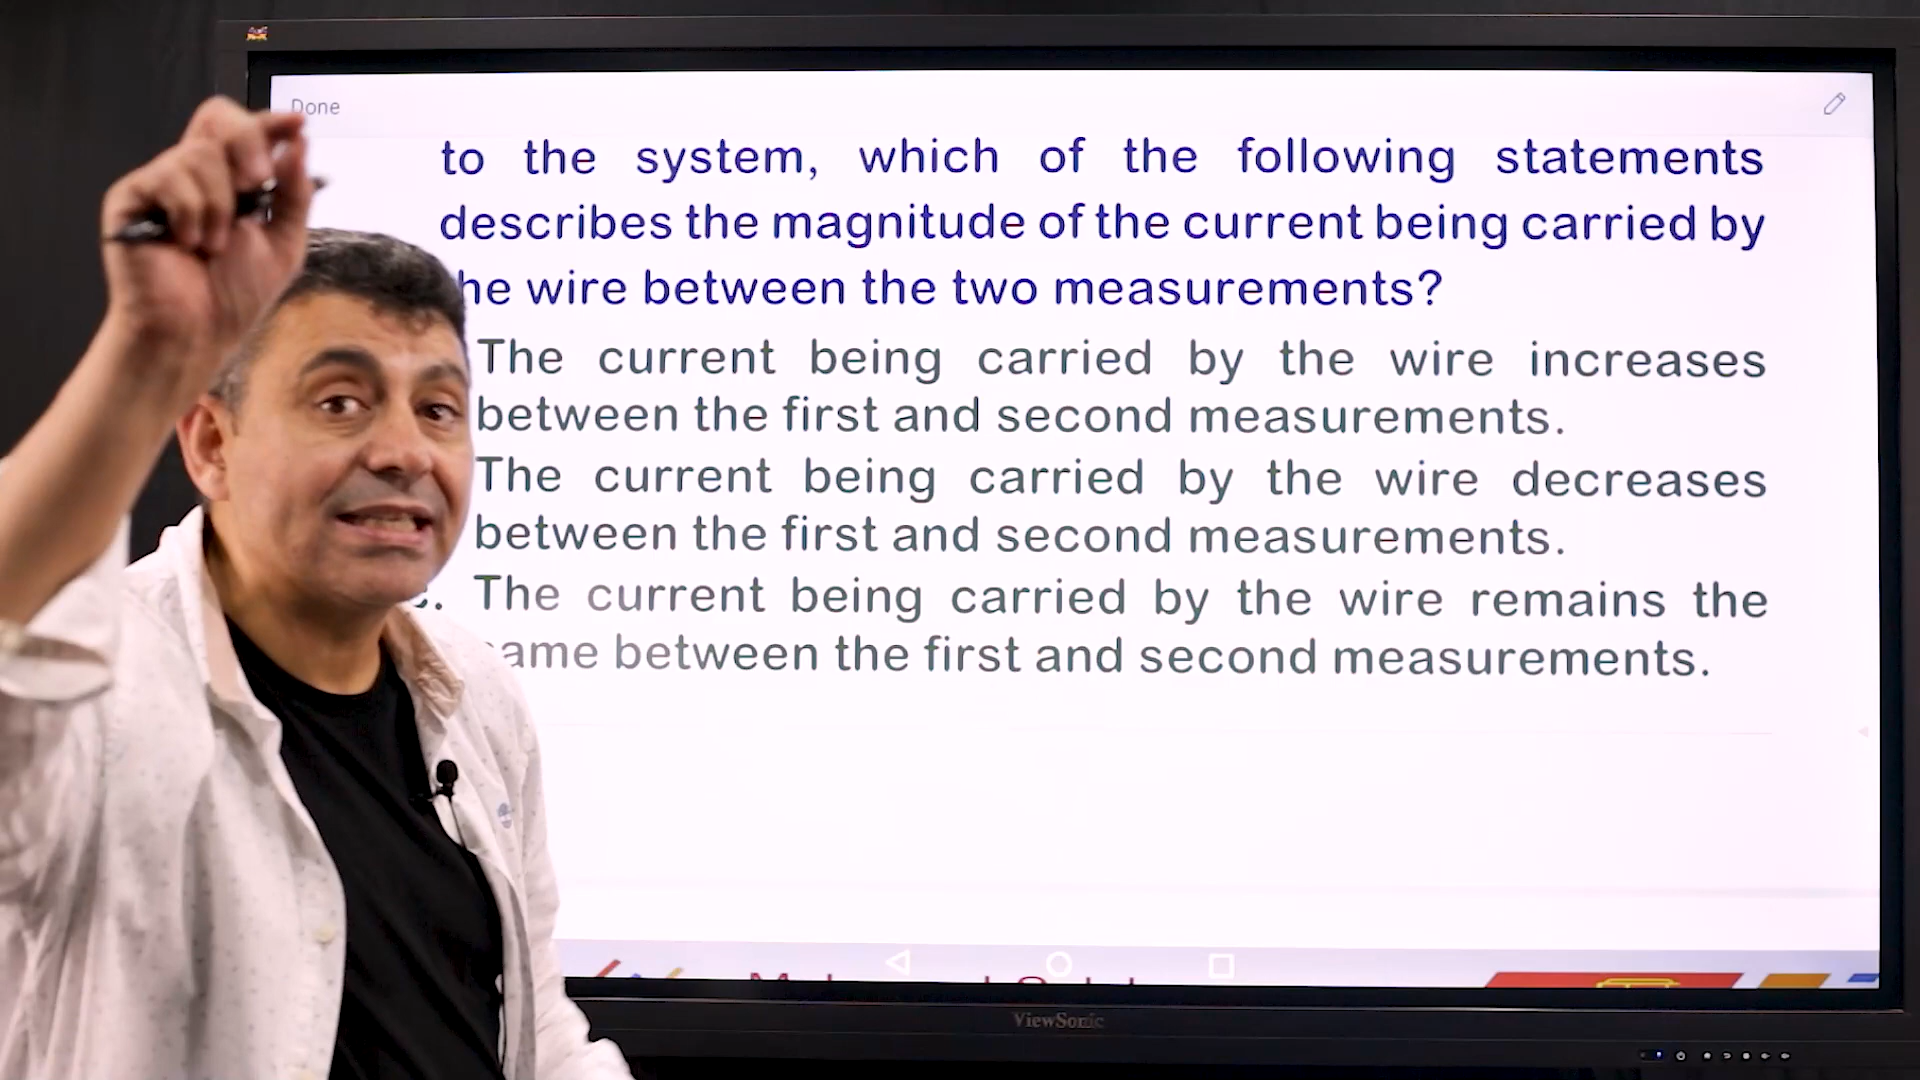 Done
to the system, which of the following statements
describes the magnitude of the current being carried by
he wire between the two measurements?
The current being carried by the wire increases
between the first and second measurements.
The current being carried by the wire decreases
between the first and second measurements.
c. The current being carried by the wire remains the
ame between the first and second measurements.
ViewSonic